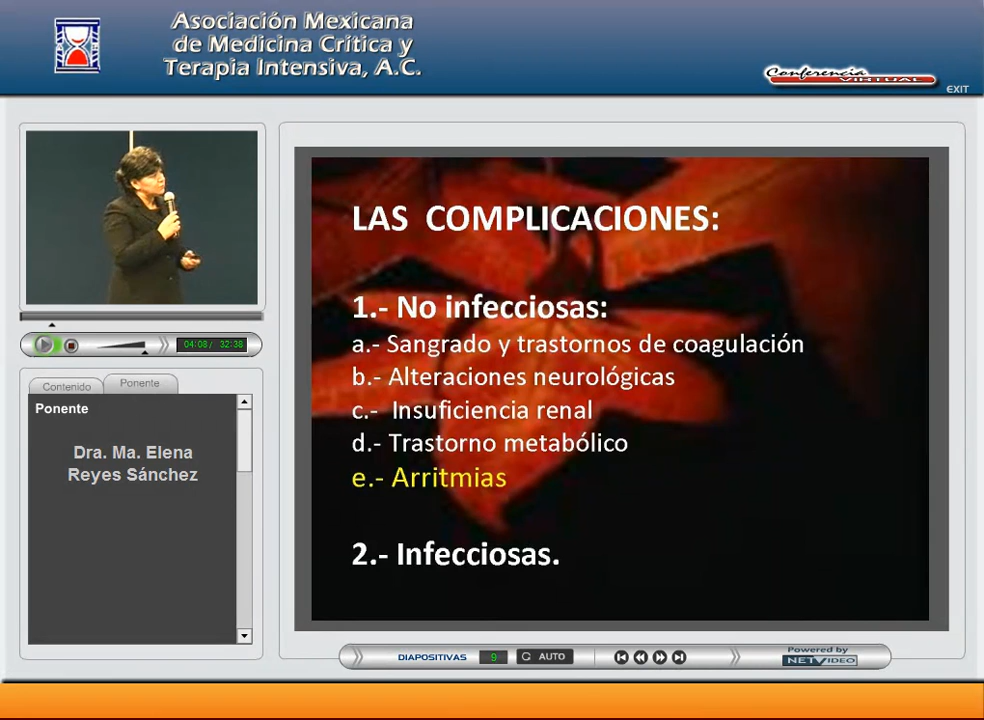 Asociación Mexicana
de Medicina Crítica y
Terapia Intensiva, A.C.
Conferencia
VIRTUAL
EXIT
LAS COMPLICACIONES:
1.- No infecciosas:
a.- Sangrado y trastornos de coagulación
b.- Alteraciones neurológicas
c.- Insuficiencia renal
d.- Trastorno metabólico
e.- Arritmias
2.- Infecciosas.
04:08 / 32:38
Contenido
Ponente
Ponente
Dra. Ma. Elena
Reyes Sánchez
DIAPOSITIVAS
9
AUTO
Powered by
NETVIDEO